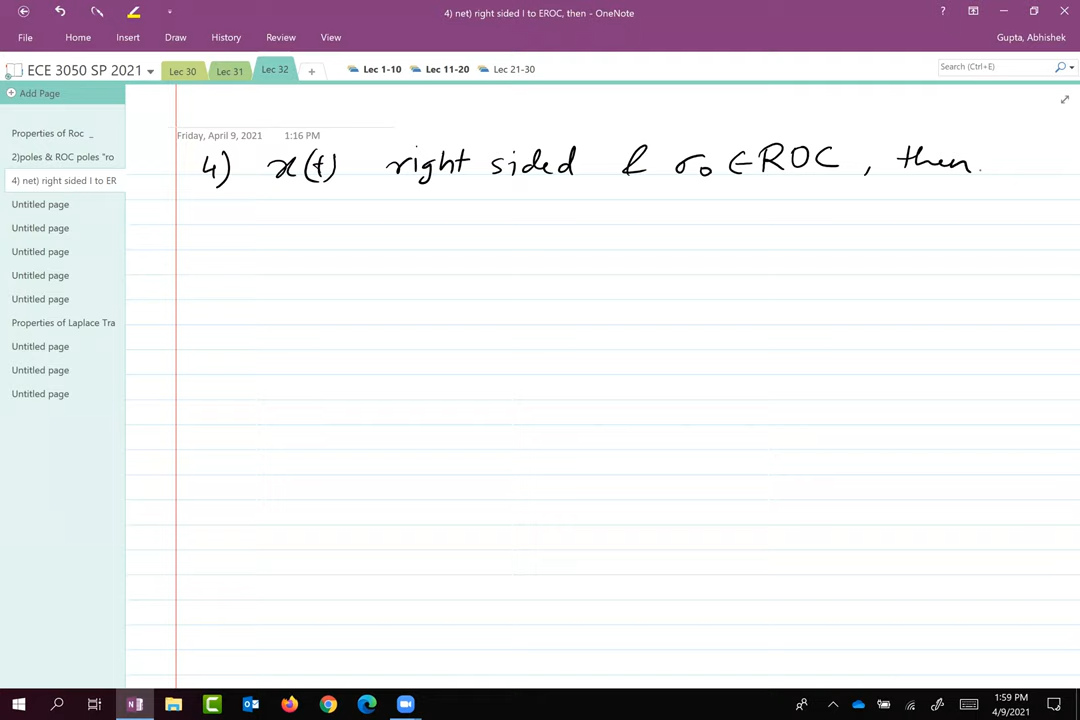 4) net) right sided I to EROC, then - OneNote
File Home Insert Draw History Review View
Gupta, Abhishek
ECE 3050 SP 2021
Lec 30 Lec 31 Lec 32 + Lec 1-10 Lec 11-20 Lec 21-30
Search (Ctrl+E)
Add Page
Properties of Roc _
2)poles & ROC poles "ro
4) net) right sided I to ER
Untitled page
Untitled page
Untitled page
Untitled page
Untitled page
Properties of Laplace Tra
Untitled page
Untitled page
Untitled page
Friday, April 9, 2021 1:16 PM
4) x(t) right sided & σ₀ ∈ ROC, then
1:59 PM
4/9/2021